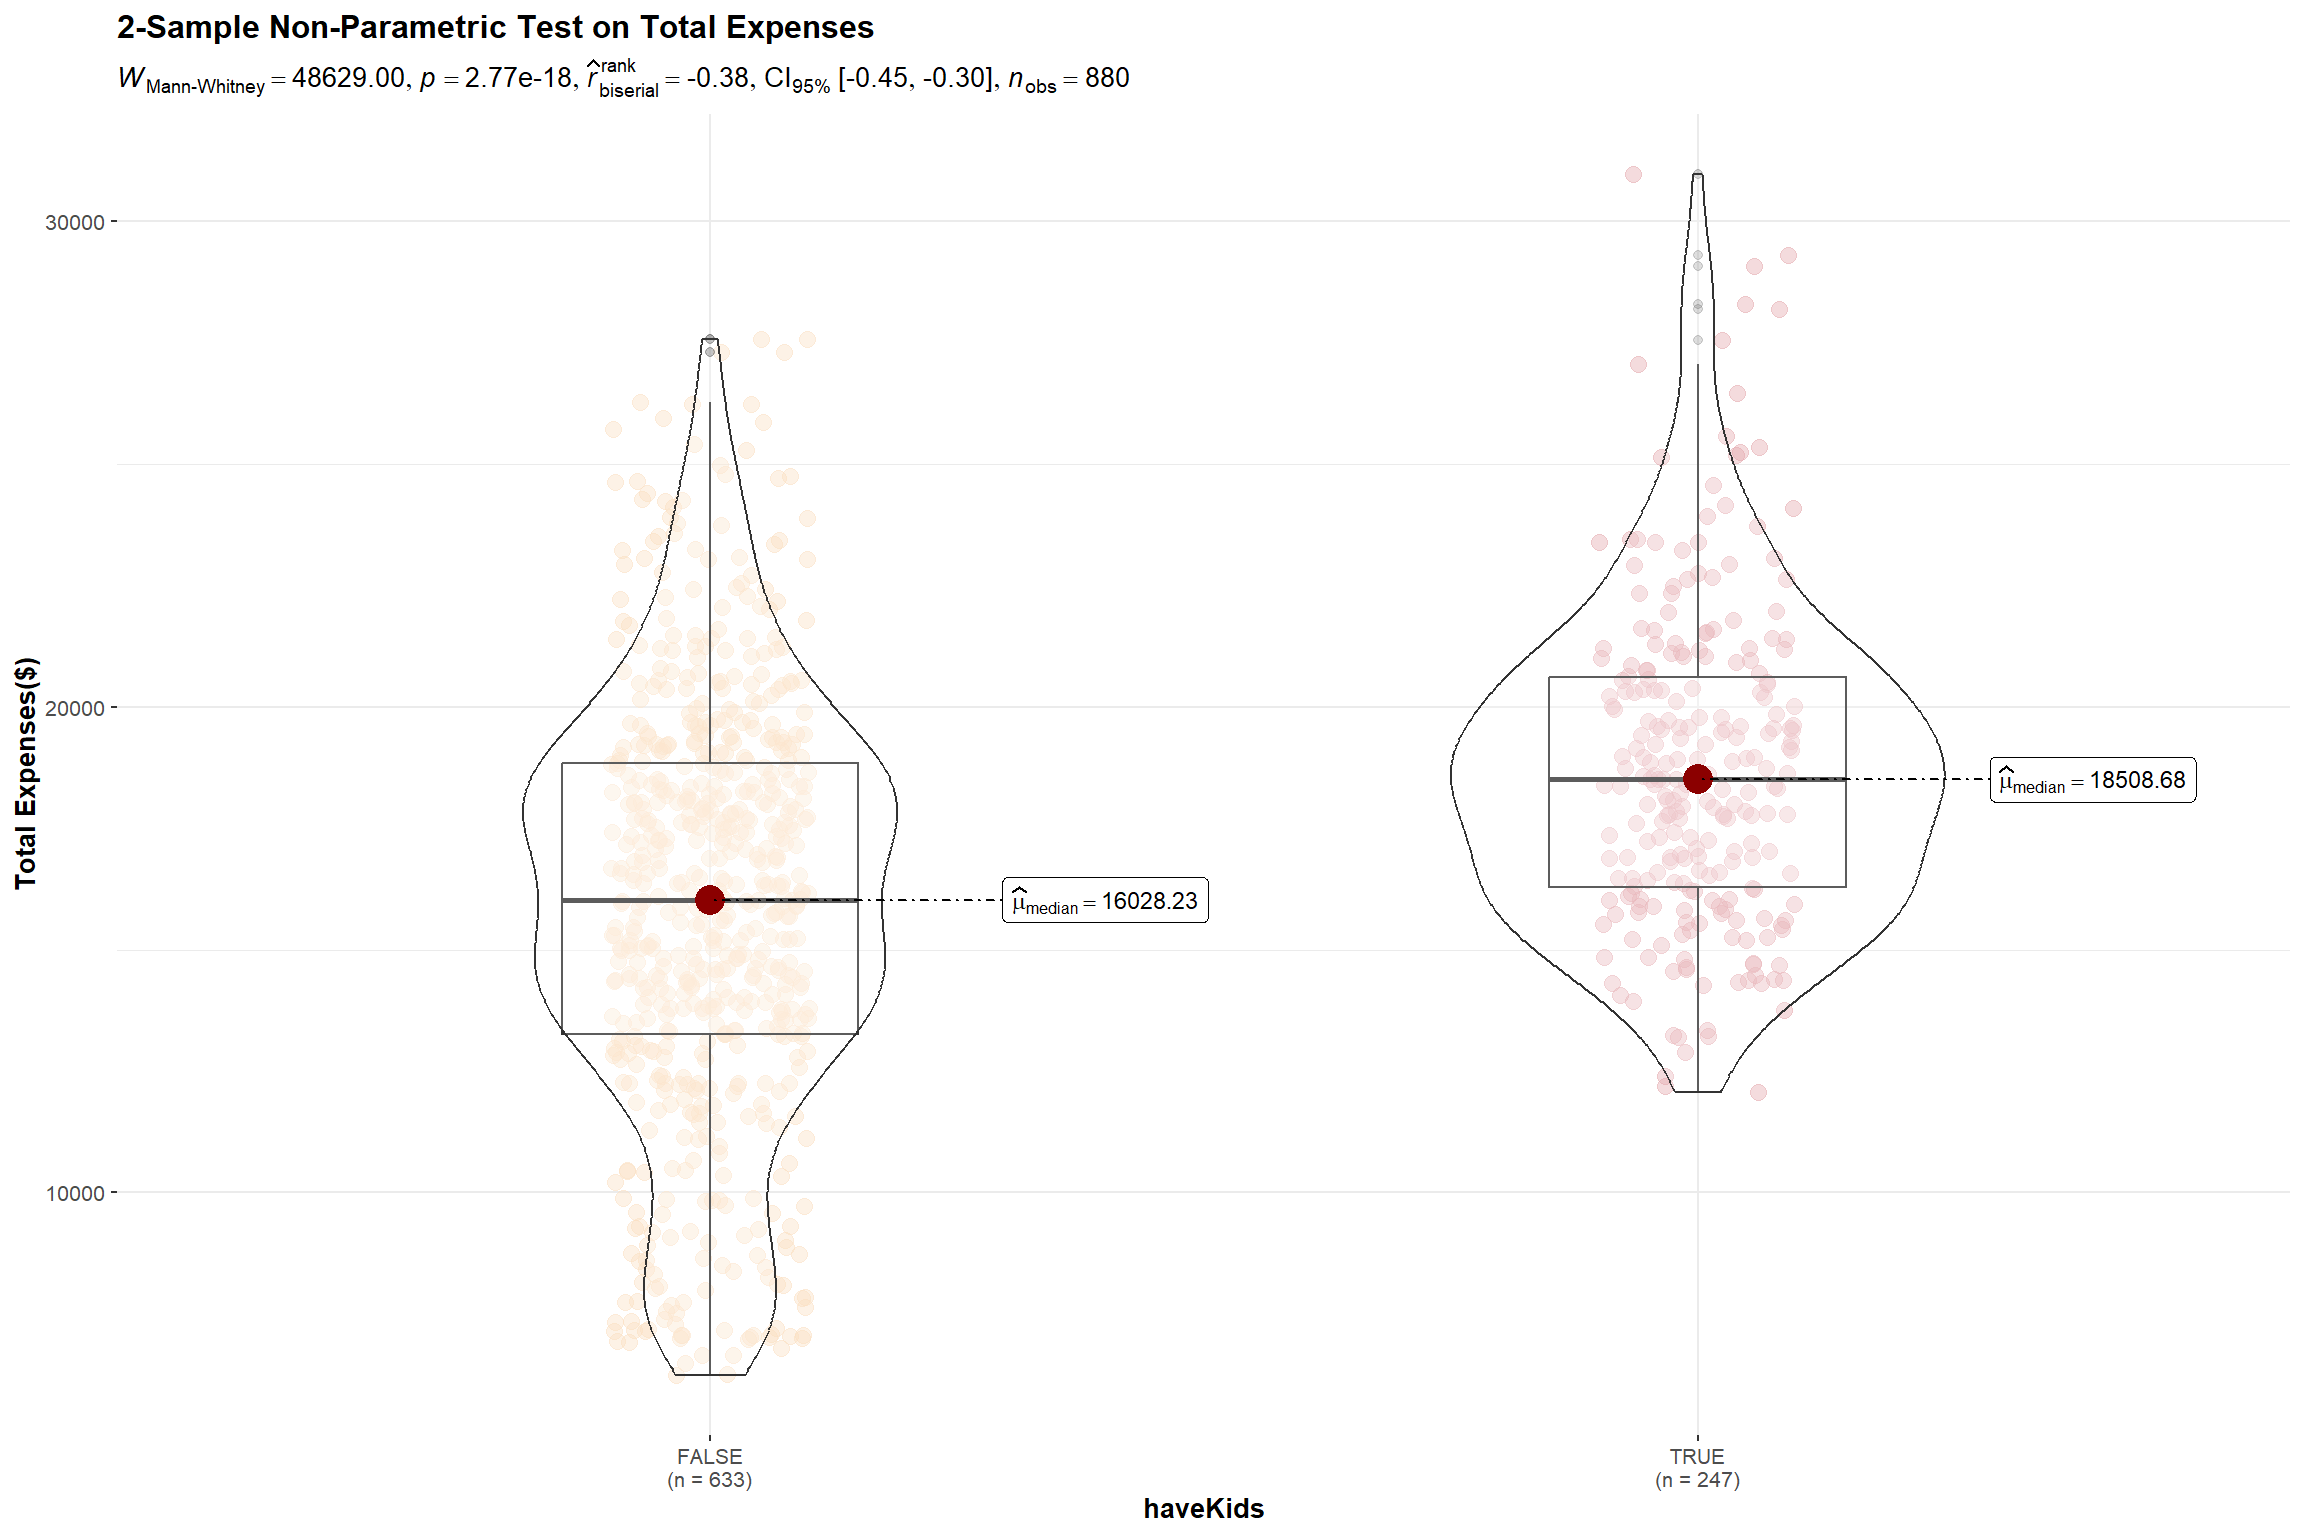 2-Sample Non-Parametric Test on Total Expenses
W Mann-Whitney = 48629.00, p = 2.77e-18, r̂ rank biserial = -0.38, CI95% [-0.45, -0.30], n obs = 880
30000
20000
10000
Total Expenses($)
μ̂ median = 18508.68
μ̂ median = 16028.23
FALSE
(n = 633)
TRUE
(n = 247)
haveKids